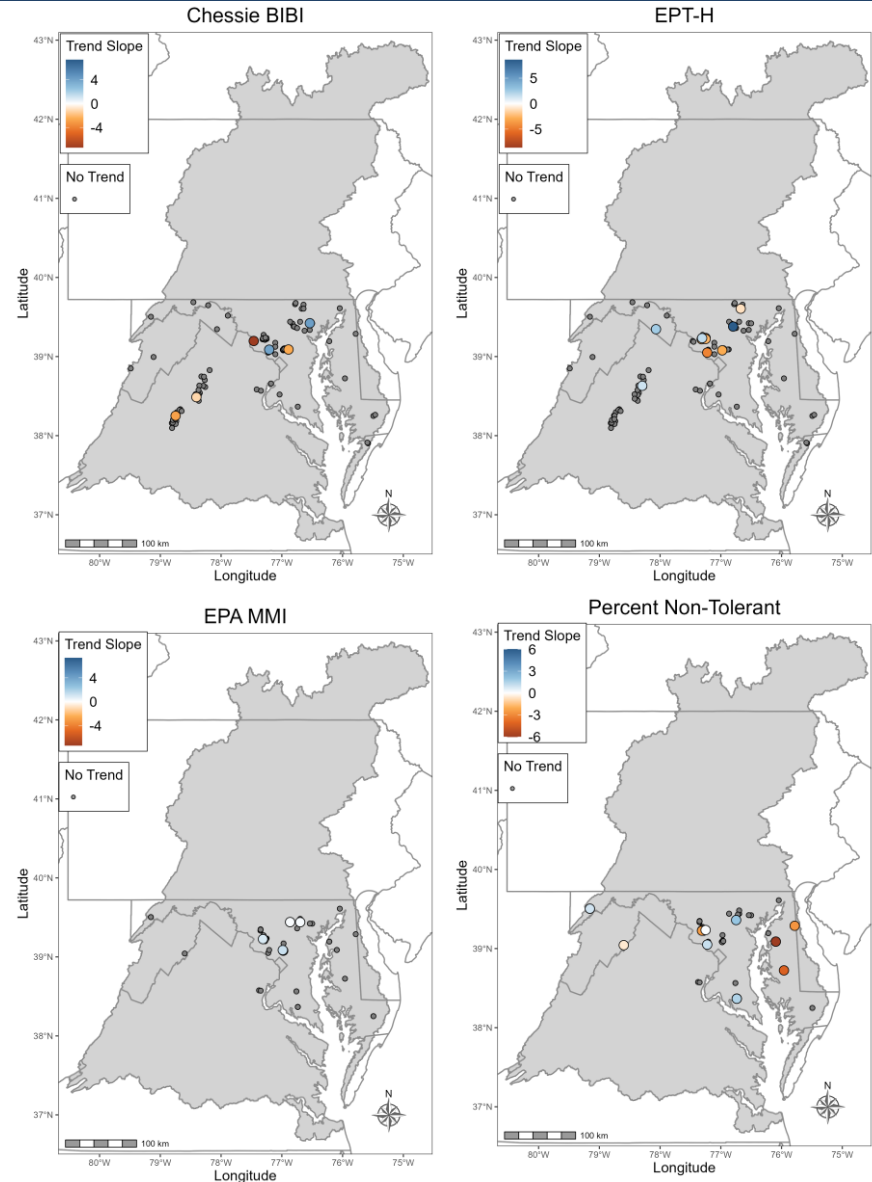 Chessie BIBI
Trend Slope
4
0
-4
No Trend
43°N
42°N
41°N
40°N
39°N
38°N
37°N
Latitude
N
100 km
80°W 79°W 78°W 77°W 76°W 75°W
Longitude
EPT-H
Trend Slope
5
0
-5
No Trend
43°N
42°N
41°N
40°N
39°N
38°N
37°N
Latitude
N
100 km
80°W 79°W 78°W 77°W 76°W 75°W
Longitude
EPA MMI
Trend Slope
4
0
-4
No Trend
43°N
42°N
41°N
40°N
39°N
38°N
37°N
Latitude
N
100 km
80°W 79°W 78°W 77°W 76°W 75°W
Longitude
Percent Non-Tolerant
Trend Slope
6
3
0
-3
-6
No Trend
43°N
42°N
41°N
40°N
39°N
38°N
37°N
Latitude
N
100 km
80°W 79°W 78°W 77°W 76°W 75°W
Longitude